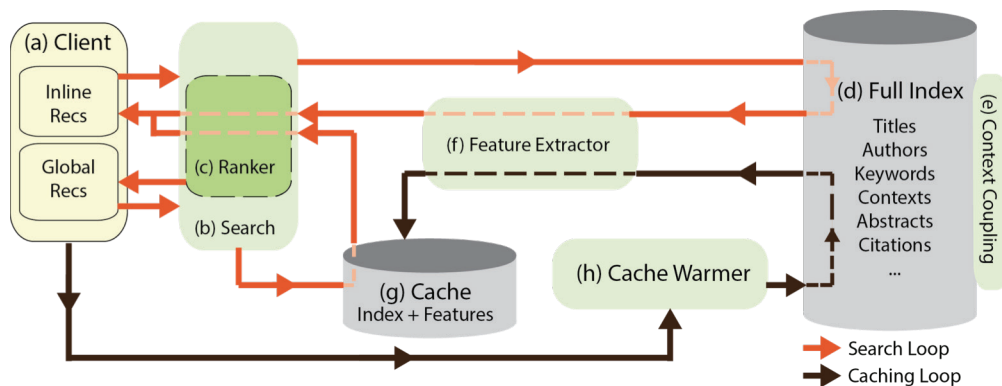 (a) Client
Inline
Recs
Global
Recs
(c) Ranker
(b) Search
(f) Feature Extractor
(g) Cache
Index + Features
(h) Cache Warmer
(d) Full Index
Titles
Authors
Keywords
Contexts
Abstracts
Citations
...
(e) Context Coupling
Search Loop
Caching Loop